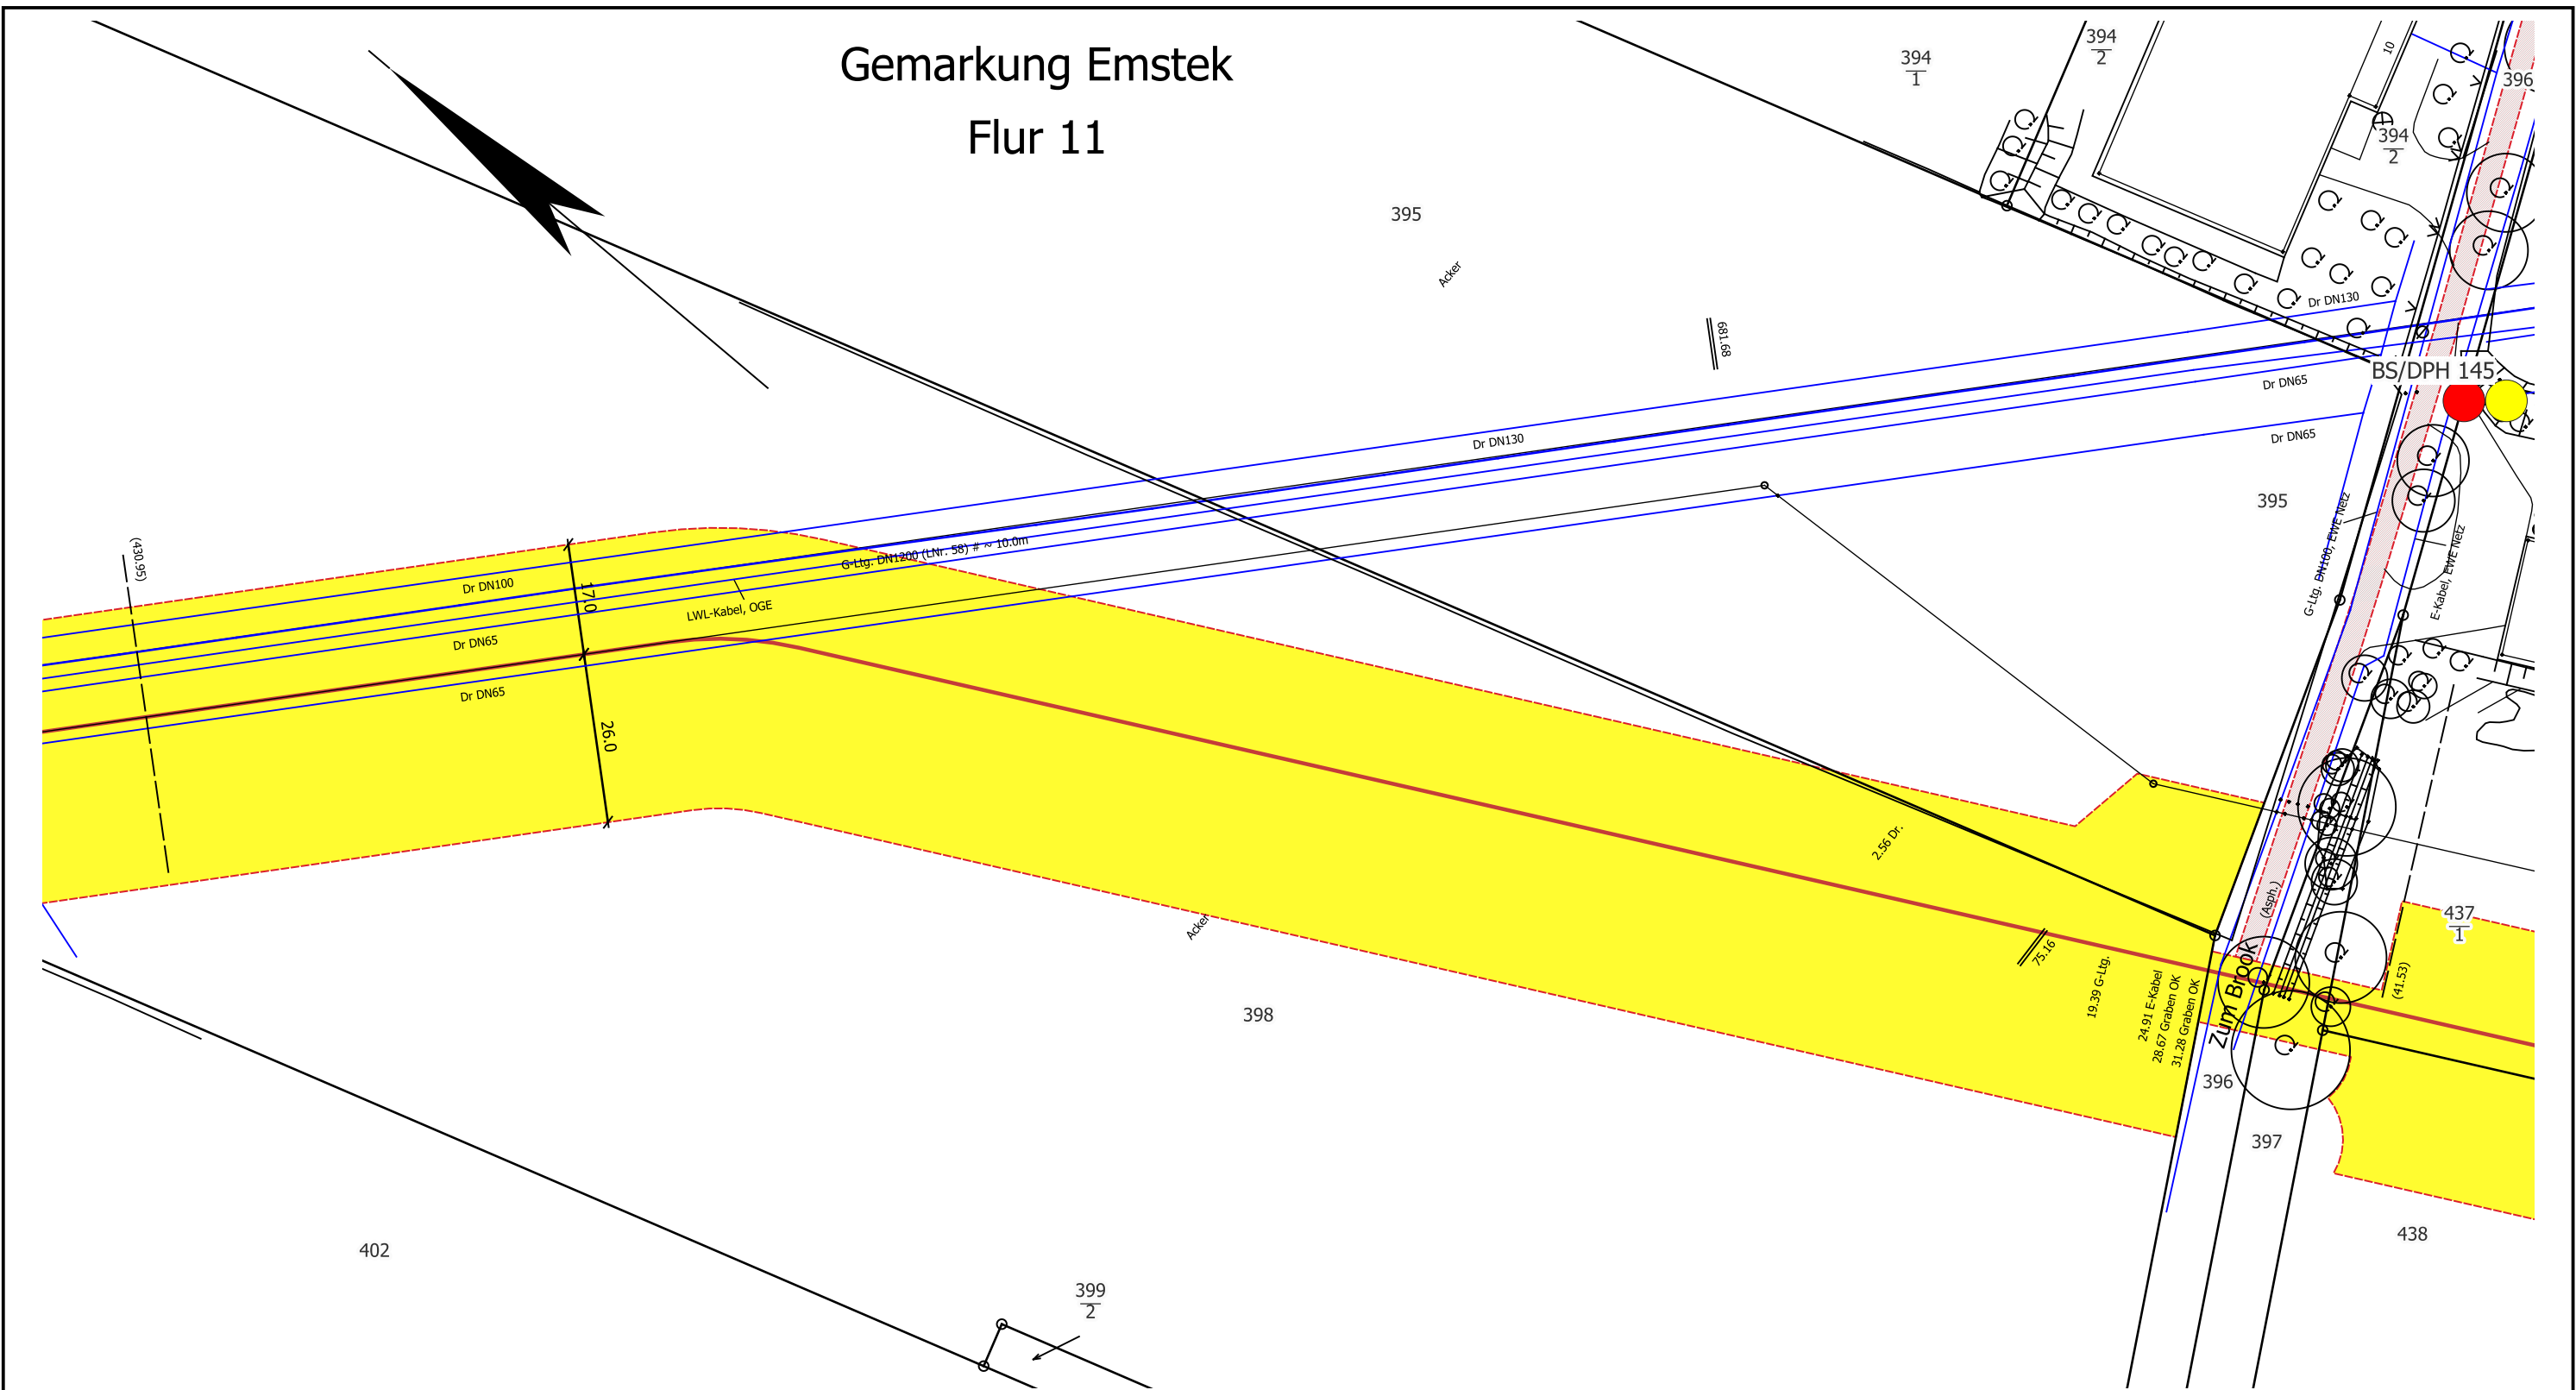 Gemarkung Emstek
Flur 11
394
1
394
2
10
396
394
2
395
Acker
681.68
Dr DN130
BS/DPH 145
Dr DN65
Dr DN130
Dr DN65
395
G-Ltg. DN100, EWE Netz
E-Kabel, EWE Netz
(430.95)
Dr DN100
17.0
G-Ltg. DN1200 (LNr. 58) # ~ 10.0m
LWL-Kabel, OGE
Dr DN65
Dr DN65
26.0
2.56 Dr.
Acker
(Asph.)
437
1
75.16
19.39 G-Ltg.
24.91 E-Kabel
28.67 Graben OK
31.28 Graben OK
Zum Brook
(41.53)
398
396
397
438
402
399
2